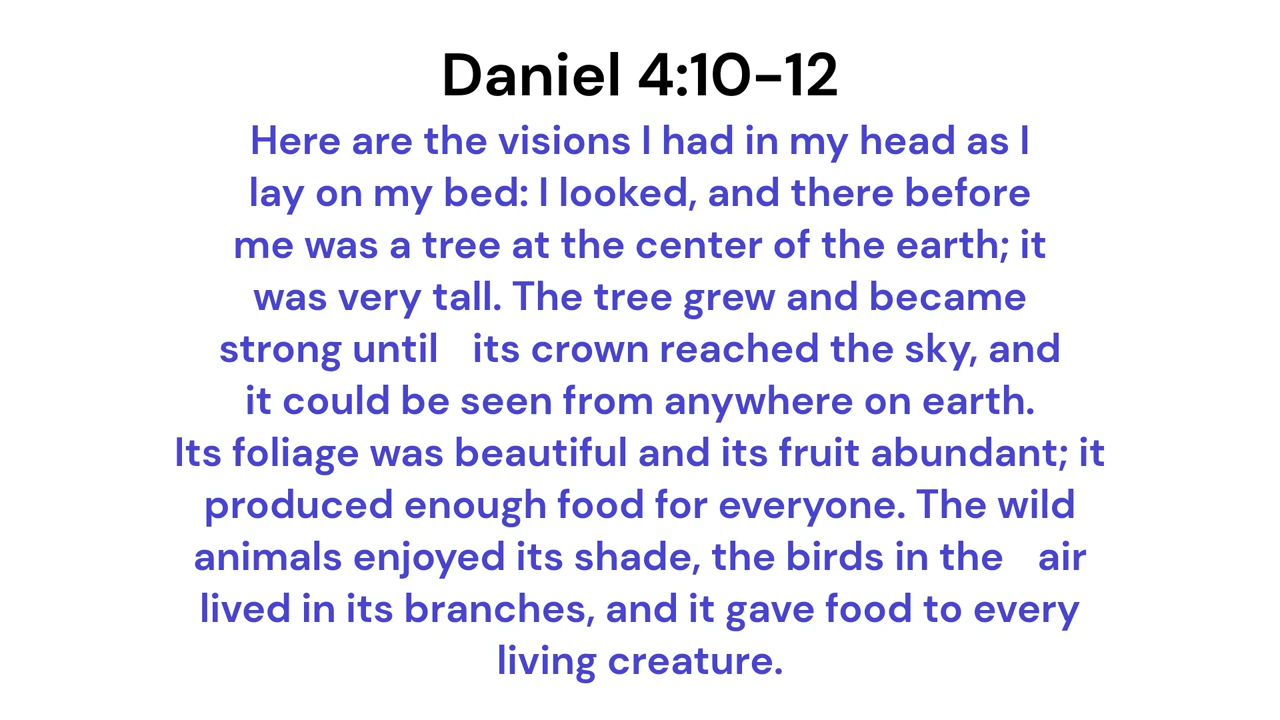 Daniel 4:10-12
Here are the visions I had in my head as I
lay on my bed: I looked, and there before
me was a tree at the center of the earth; it
was very tall. The tree grew and became
strong until   its crown reached the sky, and
it could be seen from anywhere on earth.
Its foliage was beautiful and its fruit abundant; it
produced enough food for everyone. The wild
animals enjoyed its shade, the birds in the   air
lived in its branches, and it gave food to every
living creature.